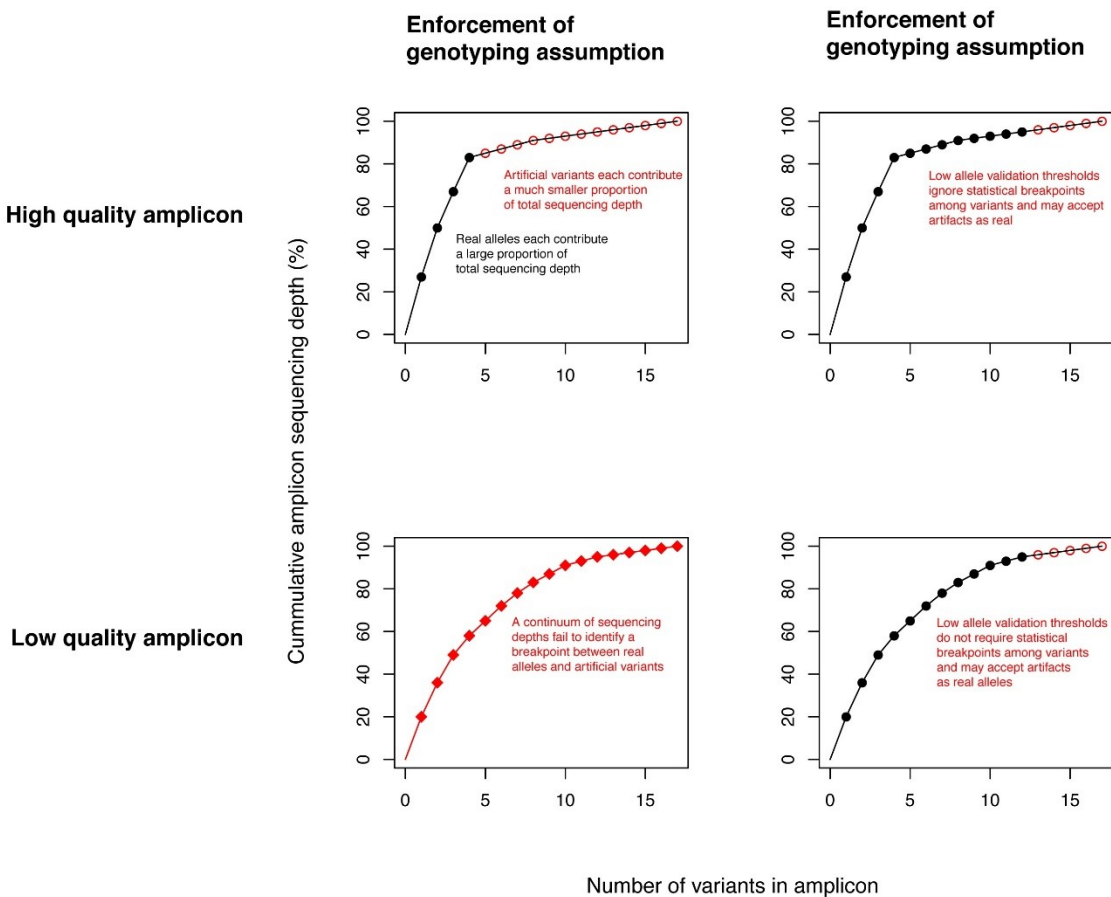 Enforcement of
genotyping assumption
Enforcement of
genotyping assumption
High quality amplicon
Low quality amplicon
Cummulative amplicon sequencing depth (%)
100
80
60
40
20
0
Artificial variants each contribute
a much smaller proportion
of total sequencing depth
Real alleles each contribute
a large proportion of
total sequencing depth
0 5 10 15
100
80
60
40
20
0
Low allele validation thresholds
ignore statistical breakpoints
among variants and may accept
artifacts as real
0 5 10 15
100
80
60
40
20
0
A continuum of sequencing
depths fail to identify a
breakpoint between real
alleles and artificial variants
0 5 10 15
100
80
60
40
20
0
Low allele validation thresholds
do not require statistical
breakpoints among variants
and may accept artifacts
as real alleles
0 5 10 15
Number of variants in amplicon